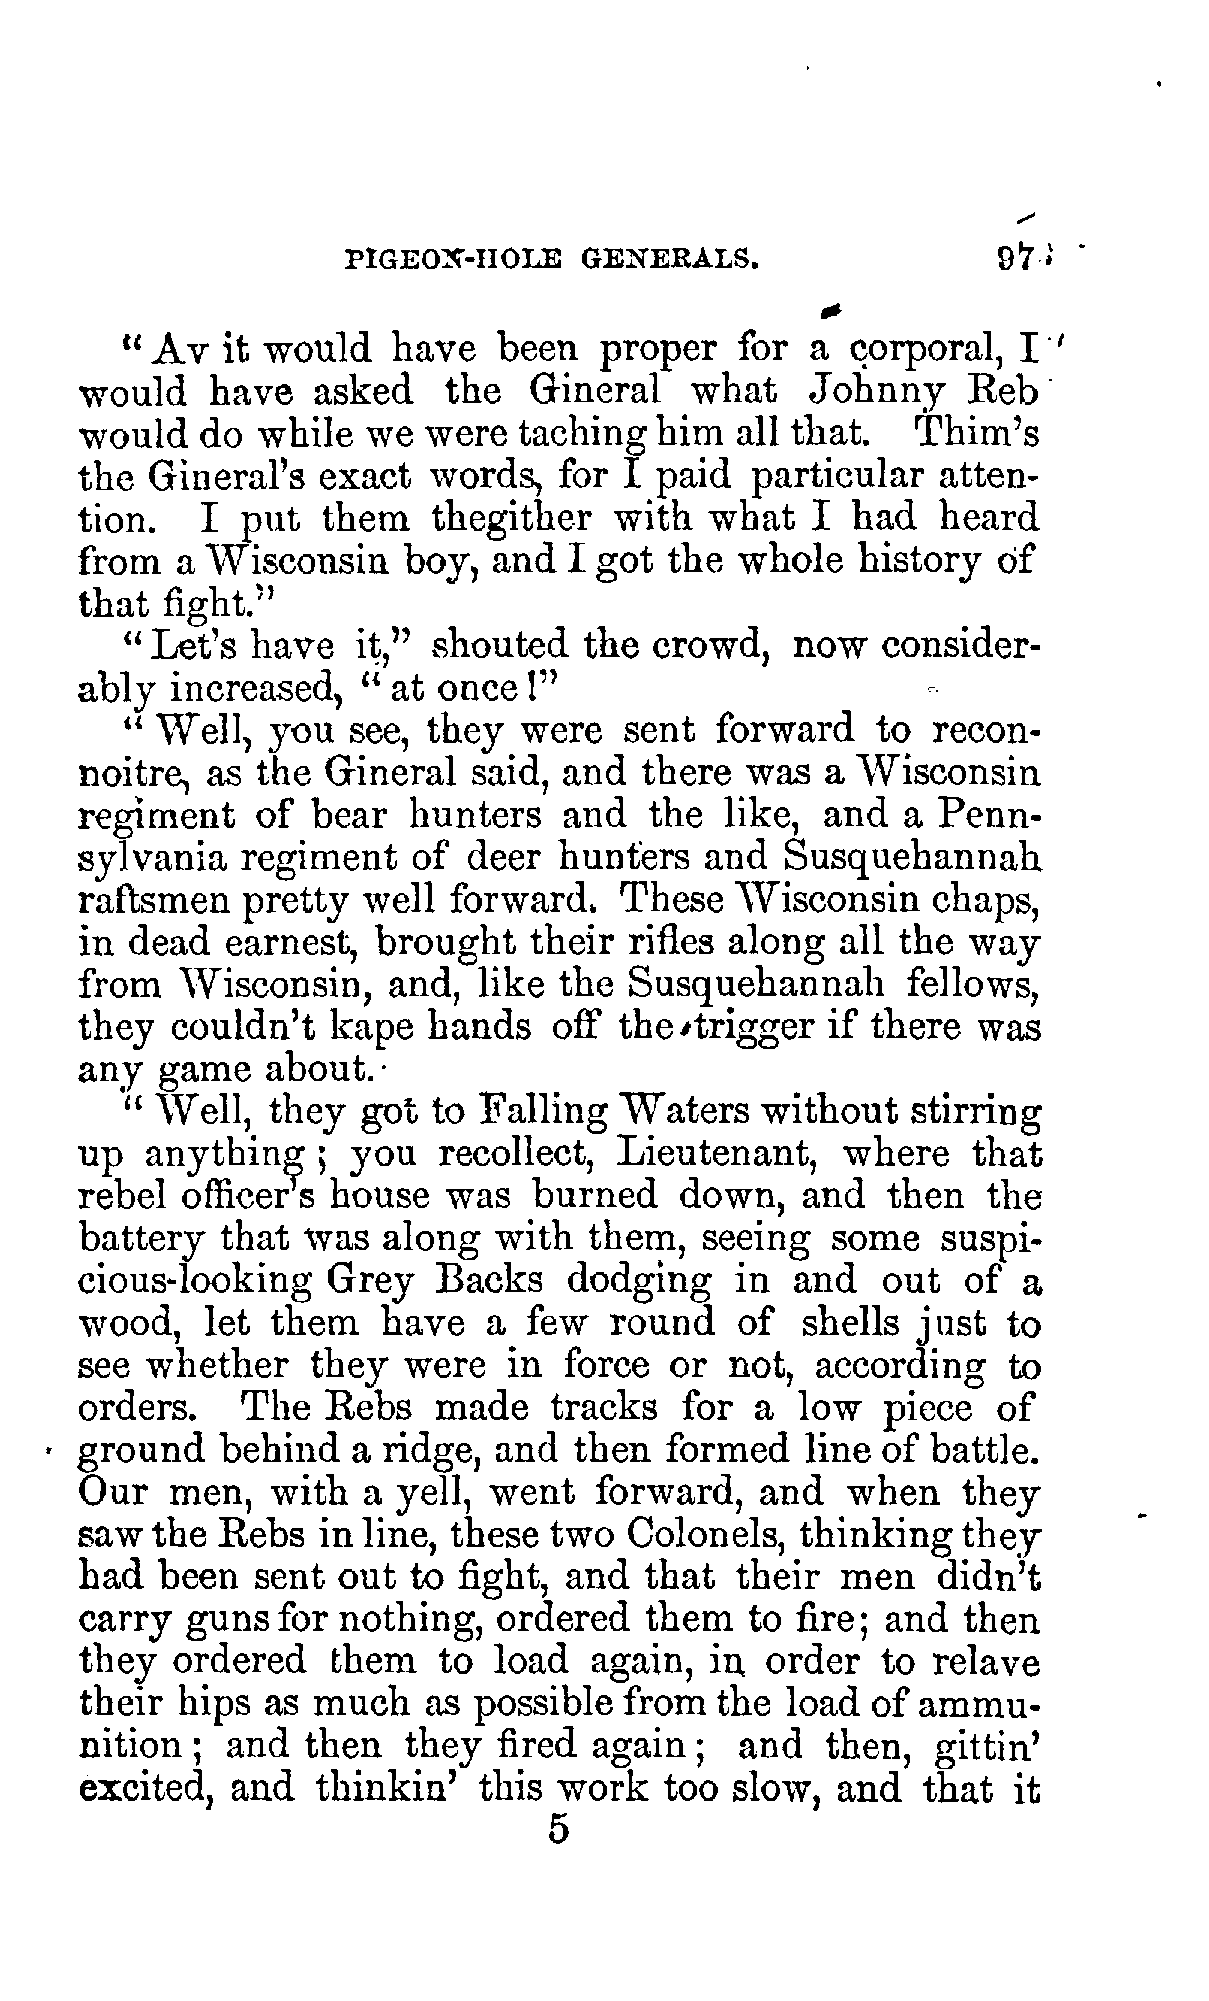 PIGEON-HOLE GENERALS. 97
“ Av it would have been proper for a corporal, I
would have asked the Gineral what Johnny Reb
would do while we were taching him all that. Thim's
the Gineral's exact words, for I paid particular atten-
tion. I put them thegither with what I had heard
from a Wisconsin boy, and I got the whole history of
that fight.”
“ Let's have it,” shouted the crowd, now consider-
ably increased, “ at once !”
“ Well, you see, they were sent forward to recon-
noitre, as the Gineral said, and there was a Wisconsin
regiment of bear hunters and the like, and a Penn-
sylvania regiment of deer hunters and Susquehannah
raftsmen pretty well forward. These Wisconsin chaps,
in dead earnest, brought their rifles along all the way
from Wisconsin, and, like the Susquehannah fellows,
they couldn't kape hands off the trigger if there was
any game about.
“ Well, they got to Falling Waters without stirring
up anything ; you recollect, Lieutenant, where that
rebel officer's house was burned down, and then the
battery that was along with them, seeing some suspi-
cious-looking Grey Backs dodging in and out of a
wood, let them have a few round of shells just to
see whether they were in force or not, according to
orders. The Rebs made tracks for a low piece of
ground behind a ridge, and then formed line of battle.
Our men, with a yell, went forward, and when they
saw the Rebs in line, these two Colonels, thinking they
had been sent out to fight, and that their men didn't
carry guns for nothing, ordered them to fire; and then
they ordered them to load again, in order to relave
their hips as much as possible from the load of ammu-
nition ; and then they fired again ; and then, gittin'
excited, and thinkin' this work too slow, and that it
5